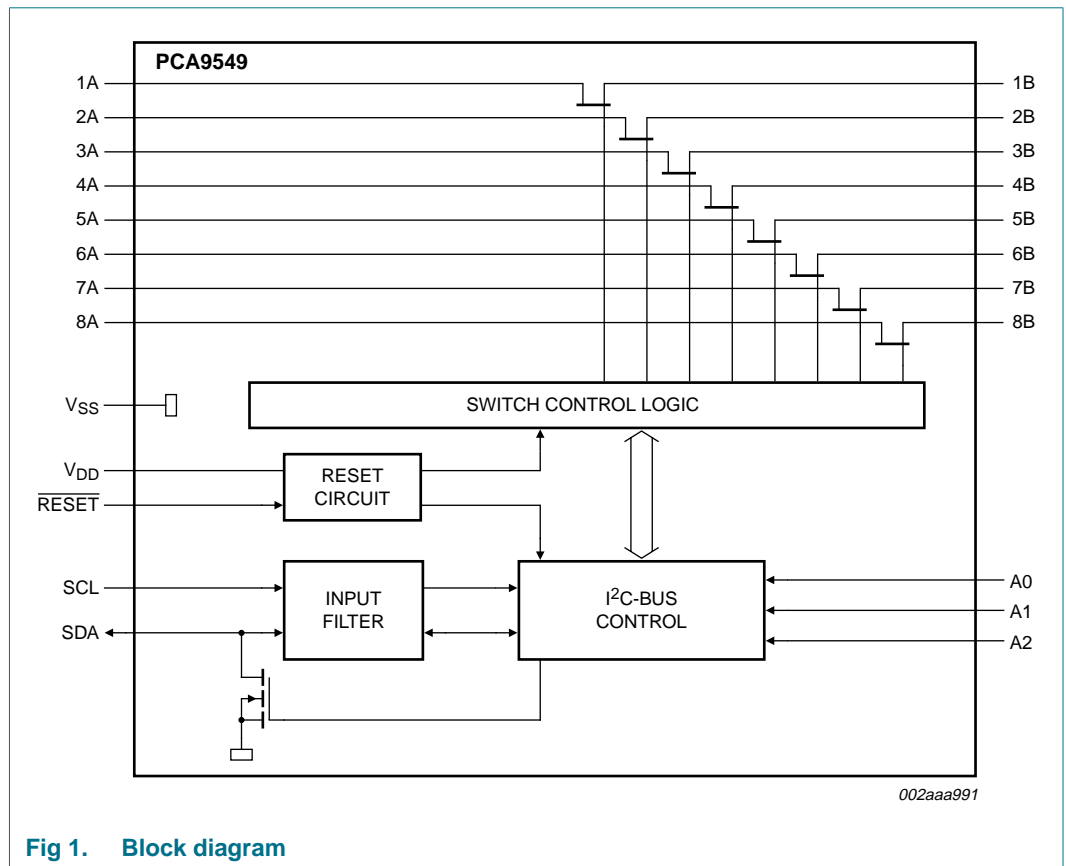 PCA9549
1A 1B
2A 2B
3A 3B
4A 4B
5A 5B
6A 6B
7A 7B
8A 8B
VSS
SWITCH CONTROL LOGIC
VDD
RESET
RESET
CIRCUIT
SCL
SDA
INPUT
FILTER
I²C-BUS
CONTROL
A0
A1
A2
002aaa991
Fig 1. Block diagram